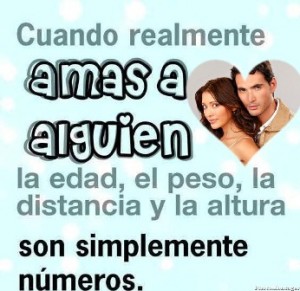 Cuando realmente
amas a
alguien
la edad, el peso, la
distancia y la altura
son simplemente
números.